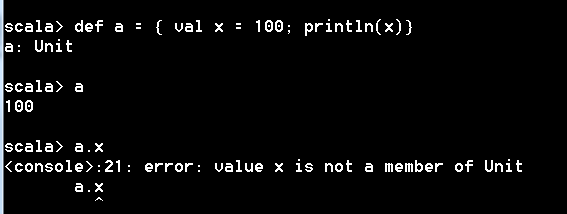 scala> def a = { val x = 100; println(x)}
a: Unit
scala> a
100
scala> a.x
<console>:21: error: value x is not a member of Unit
a.x
^